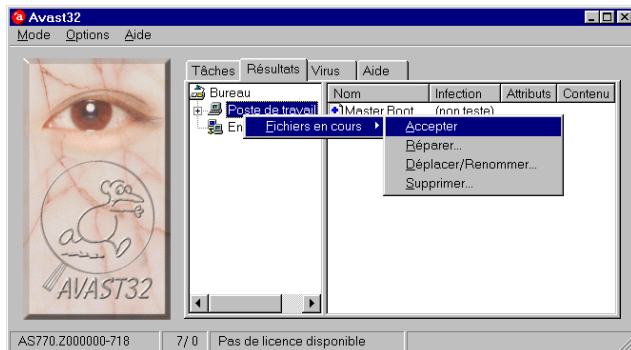 Avast32
Mode Options Aide
Tâches Résultats Virus Aide
Bureau
Nom Infection Attributs Contenu
Poste de travail
Master Boot (non teste)
En
Fichiers en cours
Accepter
Réparer...
Déplacer/Renommer...
Supprimer...
AVAST32
AS770.Z000000-718 7/ 0 Pas de licence disponible